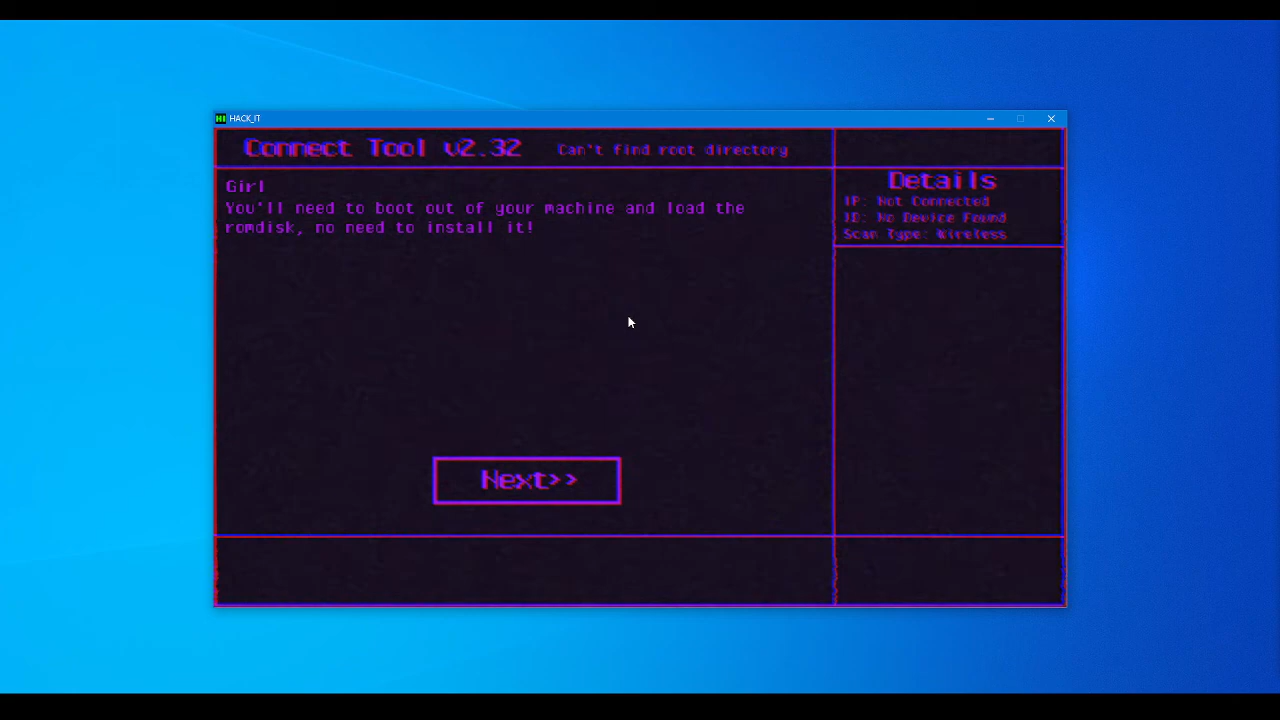 HACK_IT
Connect Tool v2.32
Can't find root directory
Girl
You'll need to boot out of your machine and load the
romdisk, no need to install it!
Next>>
Details
IP: Not Connected
ID: No Device Found
Scan Type: Wireless